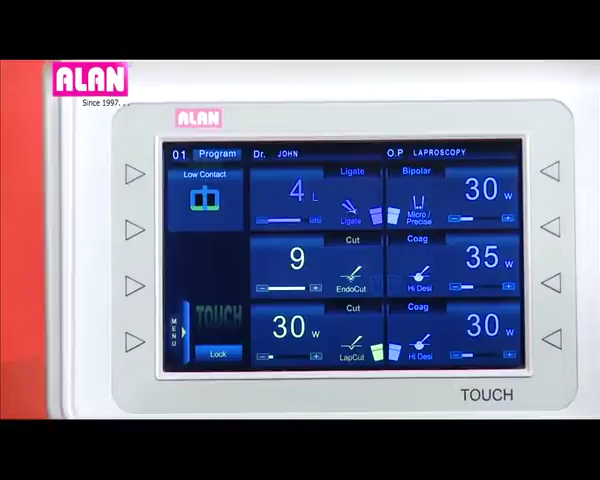 ALAN
Since 1997. . .
ALAN
01 Program Dr. JOHN O.P LAPROSCOPY
Low Contact
Ligate
4 L
Ligate
Bipolar
30 W
Micro / Precise
Cut
9
EndoCut
Coag
35 W
Hi Desi
Cut
30 W
LapCut
Coag
30 W
Hi Desi
TOUCH
MENU
Lock
TOUCH